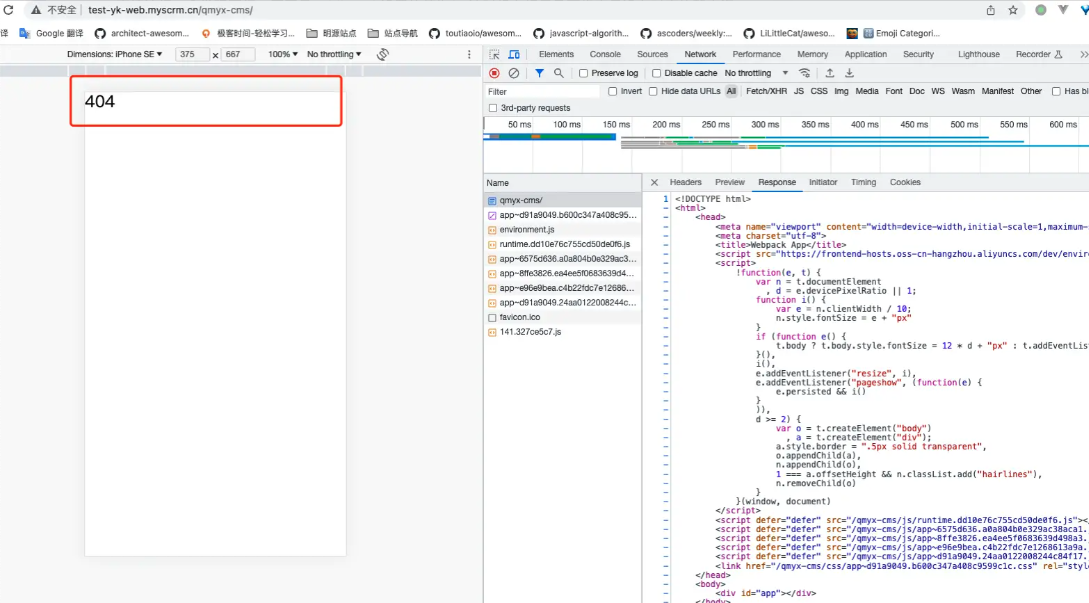 不安全 | test-yk-web.myscrm.cn/qmyx-cms/
译 Google 翻译 architect-awesome... 极客时间-轻松学习,... 明源站点 站点导航 toutiaoio/awesom... javascript-algorithm... ascoders/weekly:... LiLittleCat/aweso... Emoji Categori...
Dimensions: iPhone SE ▼ 375 x 667 100% ▼ No throttling ▼
Elements Console Sources Network Performance Memory Application Security Lighthouse Recorder
Preserve log Disable cache No throttling ▼
Filter Invert Hide data URLs All Fetch/XHR JS CSS Img Media Font Doc WS Wasm Manifest Other Has bl
3rd-party requests
50 ms 100 ms 150 ms 200 ms 250 ms 300 ms 350 ms 400 ms 450 ms 500 ms 550 ms 600 ms
404
Name
qmyx-cms/
app~d91a9049.b600c347a408c95...
environment.js
runtime.dd10e76c755cd50de0f6.js
app~6575d636.a0a804b0e329ac3...
app~8ffe3826.ea4ee5f0683639d4...
app~e96e9bea.c4b22fdc7e12686...
app~d91a9049.24aa0122008244c...
favicon.ico
141.327ce5c7.js
Headers Preview Response Initiator Timing Cookies
1 <!DOCTYPE html>
- <html>
- <head>
- <meta name="viewport" content="width=device-width,initial-scale=1,maximum-
- <meta charset="utf-8">
- <title>Webpack App</title>
- <script src="https://frontend-hosts.oss-cn-hangzhou.aliyuncs.com/dev/enviro
- <script>
- !function(e, t) {
- var n = t.documentElement
- , d = e.devicePixelRatio || 1;
- function i() {
- var e = n.clientWidth / 10;
- n.style.fontSize = e + "px"
- }
- if (function e() {
- t.body ? t.body.style.fontSize = 12 * d + "px" : t.addEventLis
- }(),
- i(),
- e.addEventListener("resize", i),
- e.addEventListener("pageshow", (function(e) {
- e.persisted && i()
- }
- )),
- d >= 2) {
- var o = t.createElement("body")
- , a = t.createElement("div");
- a.style.border = ".5px solid transparent",
- o.appendChild(a),
- n.appendChild(o),
- 1 === a.offsetHeight && n.classList.add("hairlines"),
- n.removeChild(o)
- }
- }(window, document)
- </script>
- <script defer="defer" src="/qmyx-cms/js/runtime.dd10e76c755cd50de0f6.js"><
- <script defer="defer" src="/qmyx-cms/js/app~6575d636.a0a804b0e329ac38aca1.
- <script defer="defer" src="/qmyx-cms/js/app~8ffe3826.ea4ee5f0683639d498a3.
- <script defer="defer" src="/qmyx-cms/js/app~e96e9bea.c4b22fdc7e1268613a9a.
- <script defer="defer" src="/qmyx-cms/js/app~d91a9049.24aa0122008244c84f17.
- <link href="/qmyx-cms/css/app~d91a9049.b600c347a408c9599c1c.css" rel="style
- </head>
- <body>
- <div id="app"></div>
- </body>